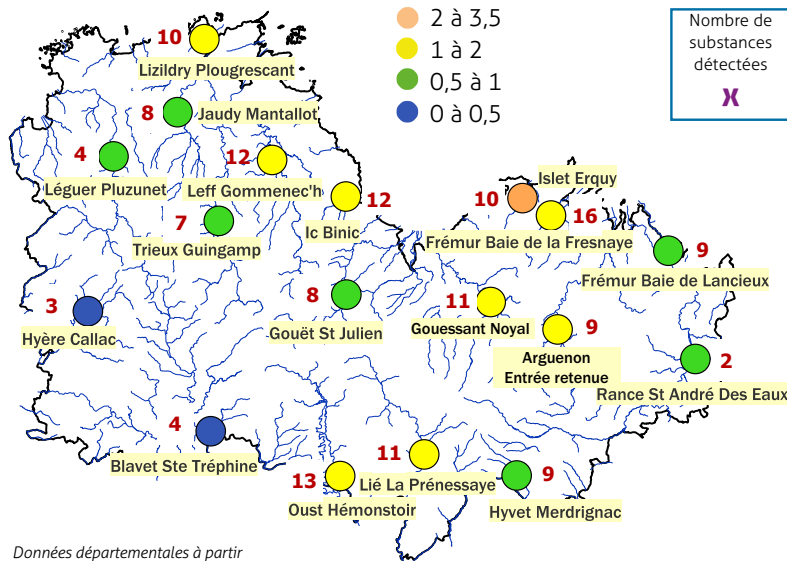 2 à 3,5
1 à 2
0,5 à 1
0 à 0,5
Nombre de
substances
détectées
X
10
Lizildry Plougrescant
8
Jaudy Mantallot
4
Léguer Pluzunet
12
Leff Gommenec'h
12
Ic Binic
7
Trieux Guingamp
Islet Erquy
10
16
Frémur Baie de la Fresnaye
9
Frémur Baie de Lancieux
3
Hyère Callac
8
Gouët St Julien
11
Gouessant Noyal
9
Arguenon
Entrée retenue
2
Rance St André Des Eaux
4
Blavet Ste Tréphine
13
Oust Hémonstoir
11
Lié La Prénessaye
9
Hyvet Merdrignac
Données départementales à partir